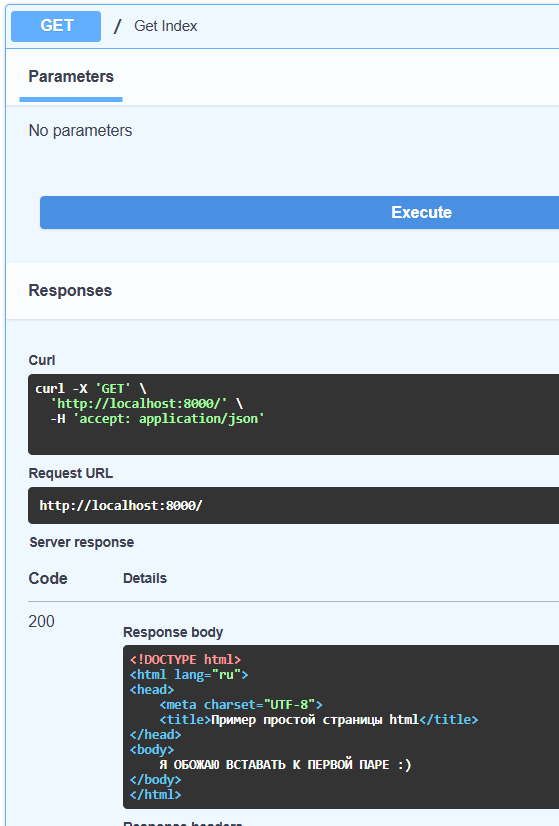 GET / Get Index
Parameters
No parameters
Execute
Responses
Curl
curl -X 'GET' \
'http://localhost:8000/' \
-H 'accept: application/json'
Request URL
http://localhost:8000/
Server response
Code Details
200
Response body
<!DOCTYPE html>
<html lang="ru">
<head>
<meta charset="UTF-8">
<title>Пример простой страницы html</title>
</head>
<body>
Я ОБОЖАЮ ВСТАВАТЬ К ПЕРВОЙ ПАРЕ :)
</body>
</html>
Response headers